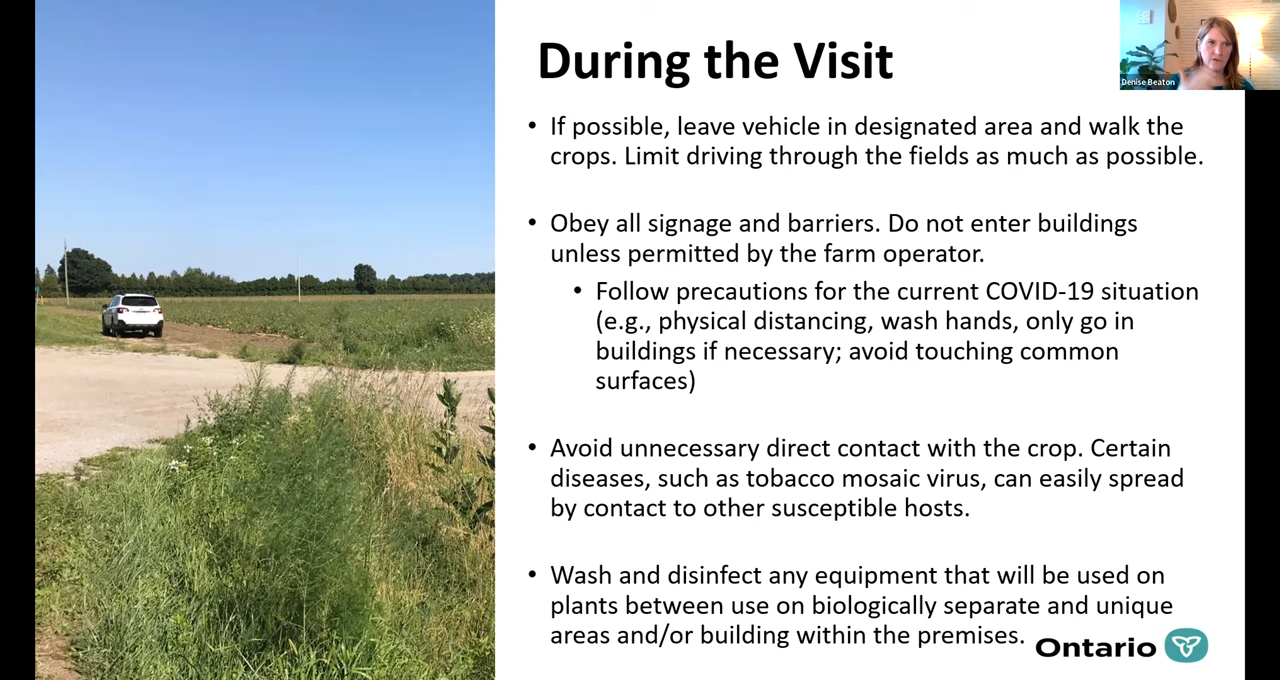 During the Visit
Denise Beaton
• If possible, leave vehicle in designated area and walk the
crops. Limit driving through the fields as much as possible.
• Obey all signage and barriers. Do not enter buildings
unless permitted by the farm operator.
• Follow precautions for the current COVID-19 situation
(e.g., physical distancing, wash hands, only go in
buildings if necessary; avoid touching common
surfaces)
• Avoid unnecessary direct contact with the crop. Certain
diseases, such as tobacco mosaic virus, can easily spread
by contact to other susceptible hosts.
• Wash and disinfect any equipment that will be used on
plants between use on biologically separate and unique
areas and/or building within the premises.
Ontario